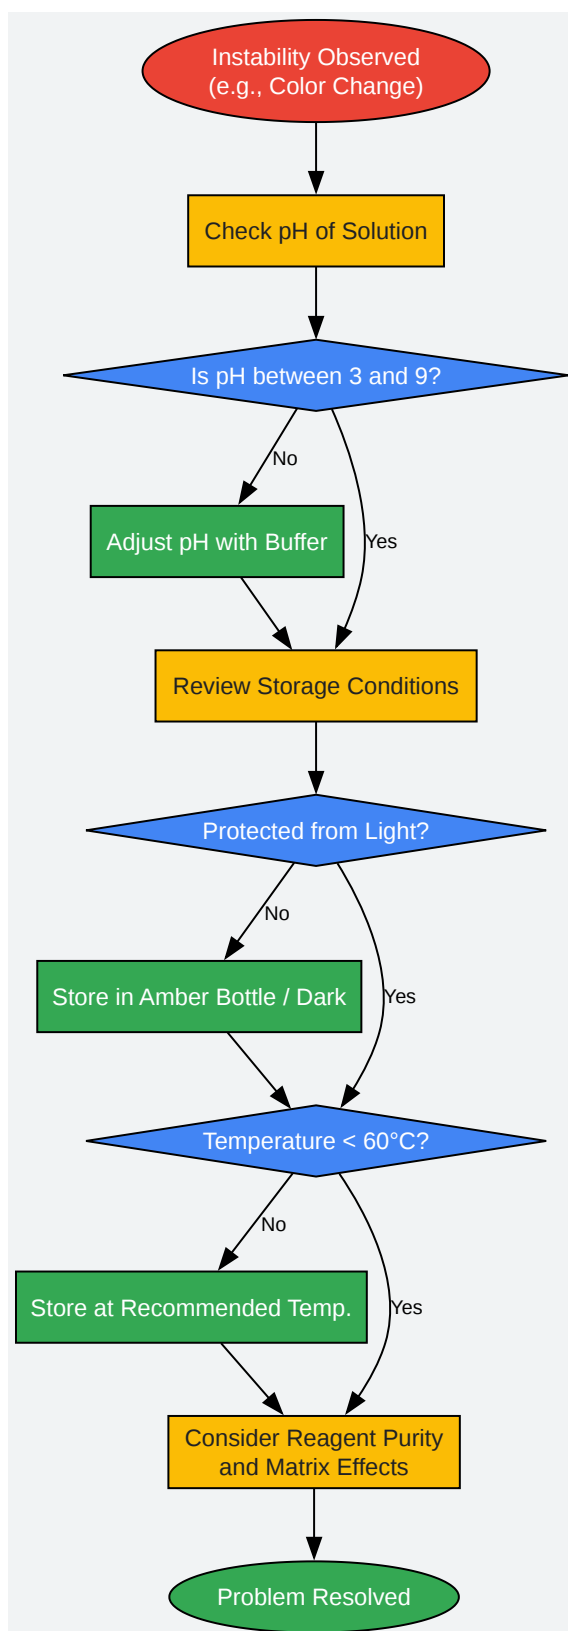 Instability Observed
(e.g., Color Change)
Check pH of Solution
Is pH between 3 and 9?
No
Adjust pH with Buffer
Yes
Review Storage Conditions
Protected from Light?
No
Store in Amber Bottle / Dark
Yes
Temperature < 60°C?
No
Store at Recommended Temp.
Yes
Consider Reagent Purity
and Matrix Effects
Problem Resolved